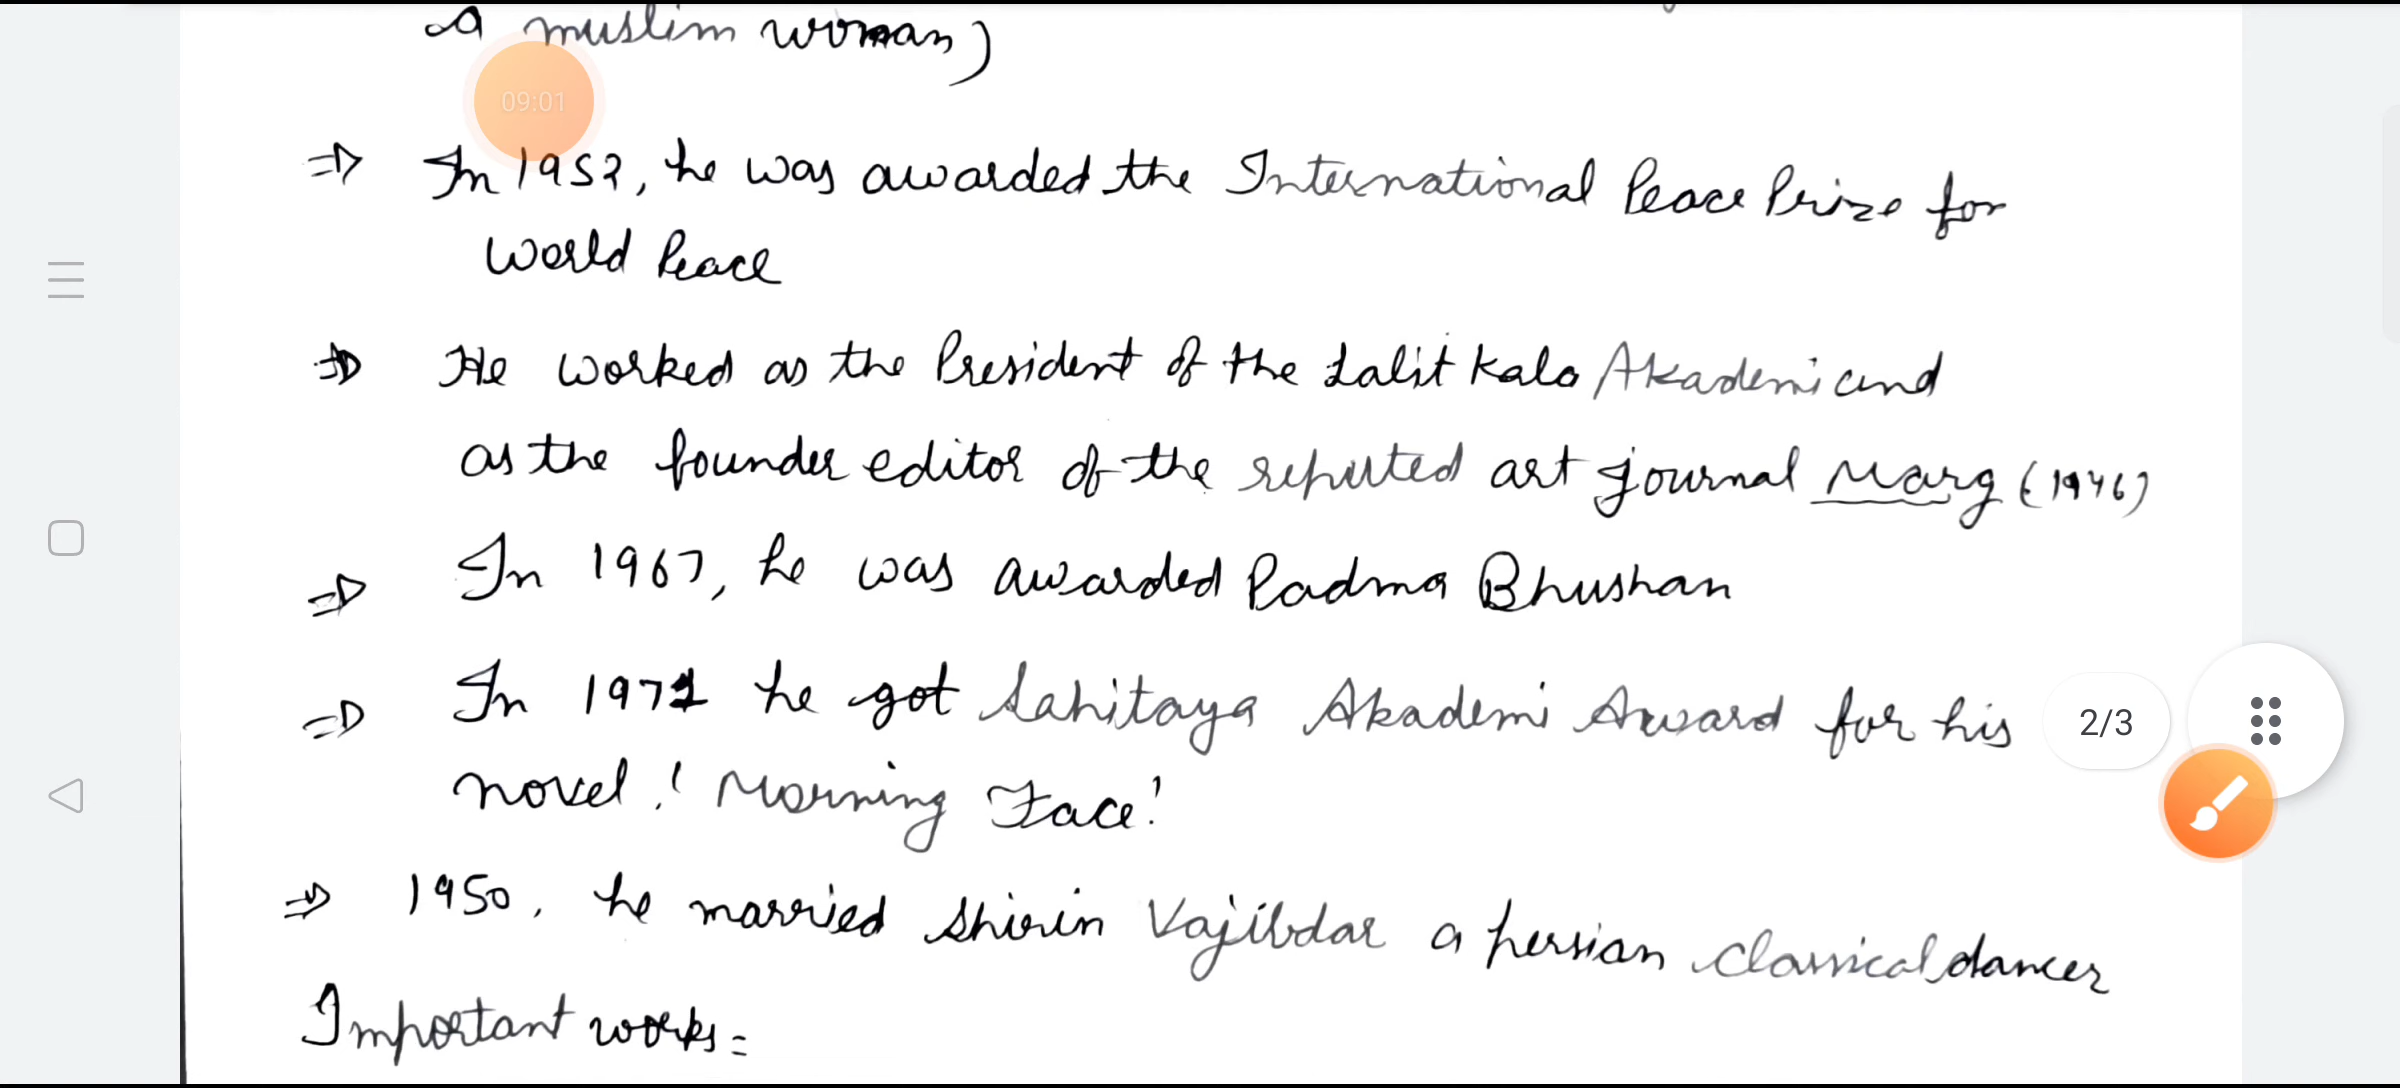 a muslim woman)
09:01
⇒ In 1952, he was awarded the International Peace Prize for
World Peace
⇒ He worked as the President of the Lalit Kala Akademi and
as the founder editor of the reputed art journal Marg (1946)
⇒ In 1967, he was awarded Padma Bhushan
⇒ In 1971 he got Sahitaya Akademi Award for his
novel ! Morning Face!
⇒ 1950, he married Shirin Vajibdar a persian classical dancer
Important works =
2/3